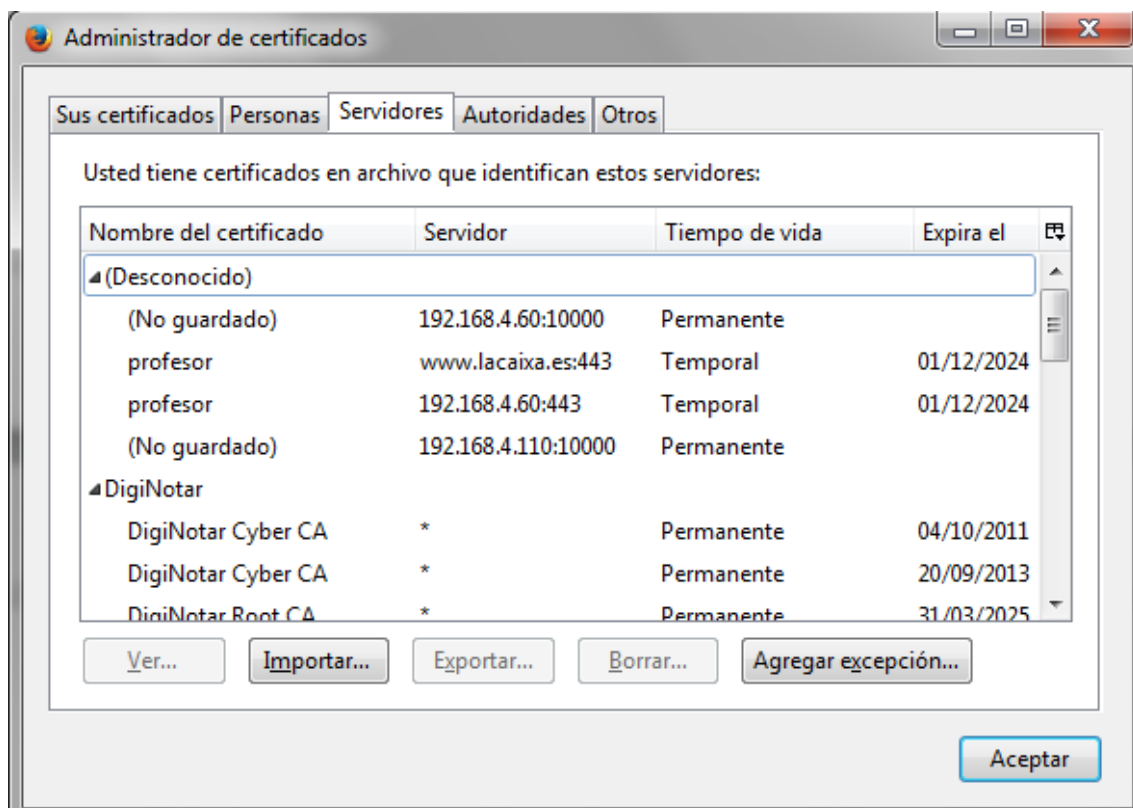 Administrador de certificados
Sus certificados Personas Servidores Autoridades Otros
Usted tiene certificados en archivo que identifican estos servidores:
Nombre del certificado Servidor Tiempo de vida Expira el
(Desconocido)
(No guardado) 192.168.4.60:10000 Permanente
profesor www.lacaixa.es:443 Temporal 01/12/2024
profesor 192.168.4.60:443 Temporal 01/12/2024
(No guardado) 192.168.4.110:10000 Permanente
DigiNotar
DigiNotar Cyber CA * Permanente 04/10/2011
DigiNotar Cyber CA * Permanente 20/09/2013
DigiNotar Root CA * Permanente 31/03/2025
Ver... Importar... Exportar... Borrar... Agregar excepción...
Aceptar